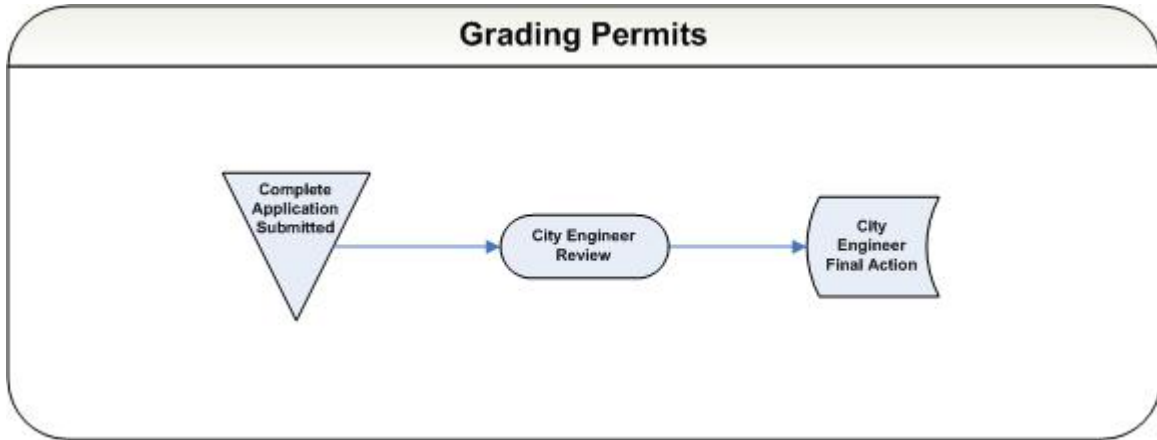 Grading Permits
Complete
Application
Submitted
City Engineer
Review
City
Engineer
Final Action